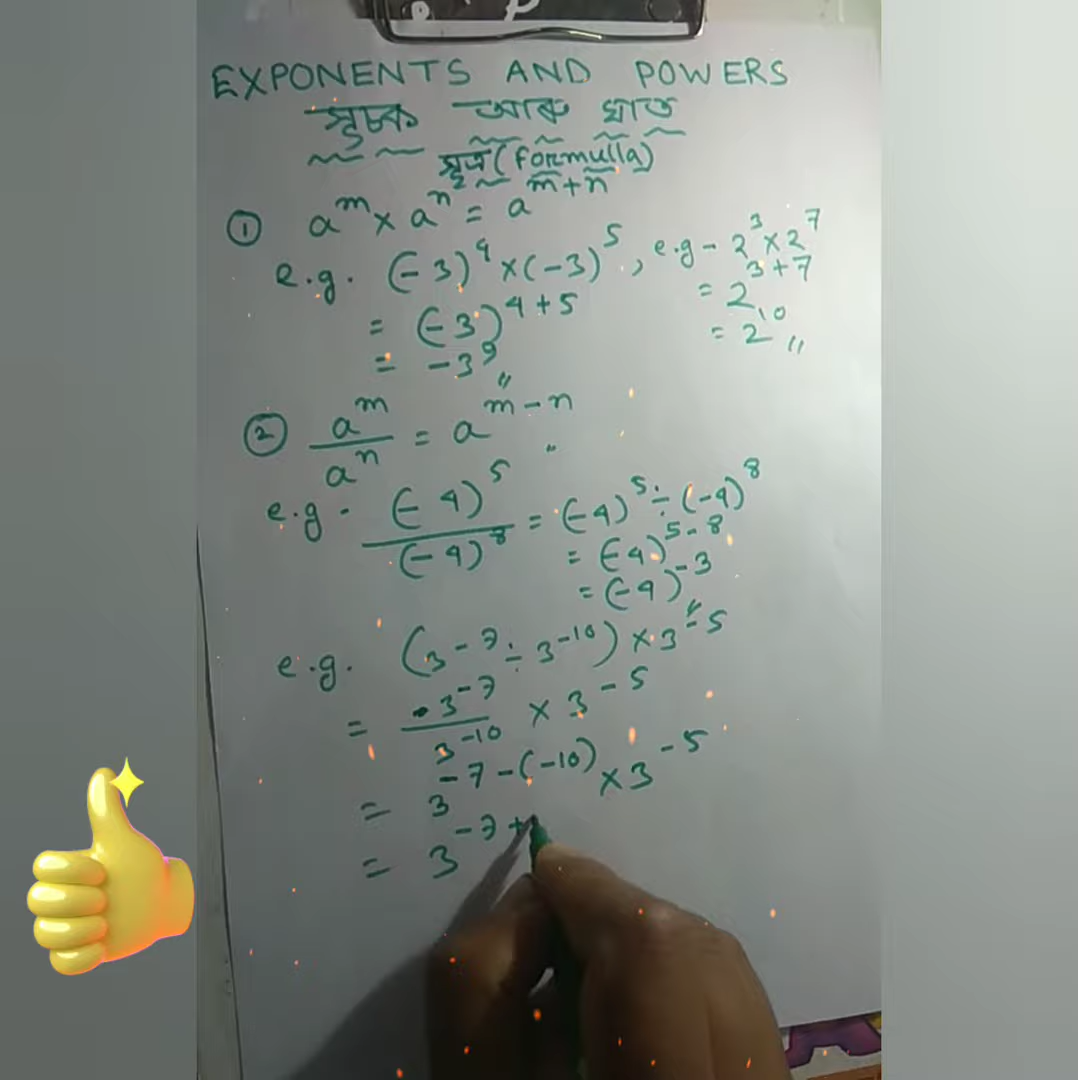 EXPONENTS AND POWERS
সূচক আৰু ঘাত
সূত্ৰ (formulla)
① a^m × a^n = a^m+n
e.g. (-3)^4 × (-3)^5, e.g - 2^3 × 2^7
= (-3)^4+5 = 2^3+7
= -3^9 〃 = 2^10 〃
② a^m / a^n = a^m-n 〃
e.g - (-4)^5 / (-4)^8 = (-4)^5 ÷ (-4)^8
= (-4)^5-8
= (-4)^-3 〃
e.g. (3^-7 ÷ 3^-10) × 3^-5
= 3^-7 / 3^-10 × 3^-5
= 3^-7-(-10) × 3^-5
= 3^-7+